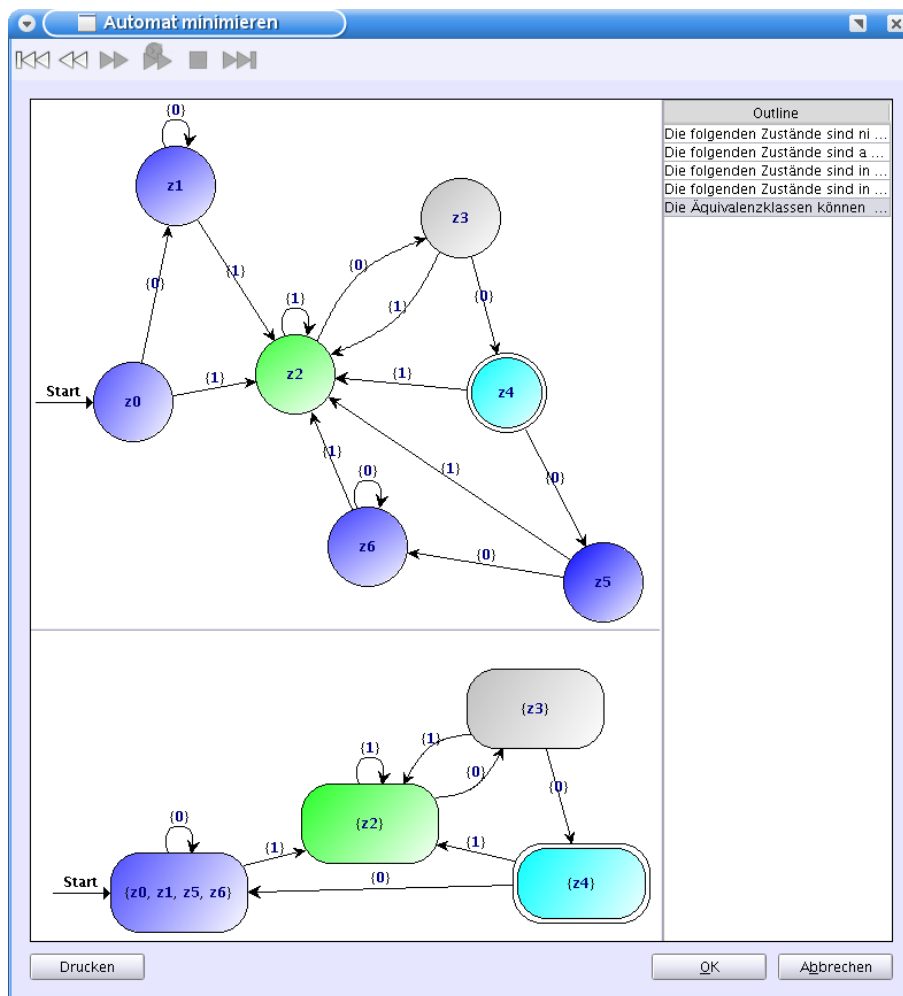 Automat minimieren
Outline
Die folgenden Zustände sind ni ...
Die folgenden Zustände sind a ...
Die folgenden Zustände sind in ...
Die folgenden Zustände sind in ...
Die Äquivalenzklassen können ...
{0}
z1
z3
{1}
{0}
{0}
{1}
{0}
{1}
Start
z0
{1}
z2
{1}
z4
{1}
{0}
{1}
{0}
z6
{0}
z5
{z3}
{1}
{1}
{0}
{0}
{0}
{z2}
{1}
{1}
Start
{z0, z1, z5, z6}
{0}
{z4}
Drucken
OK
Abbrechen